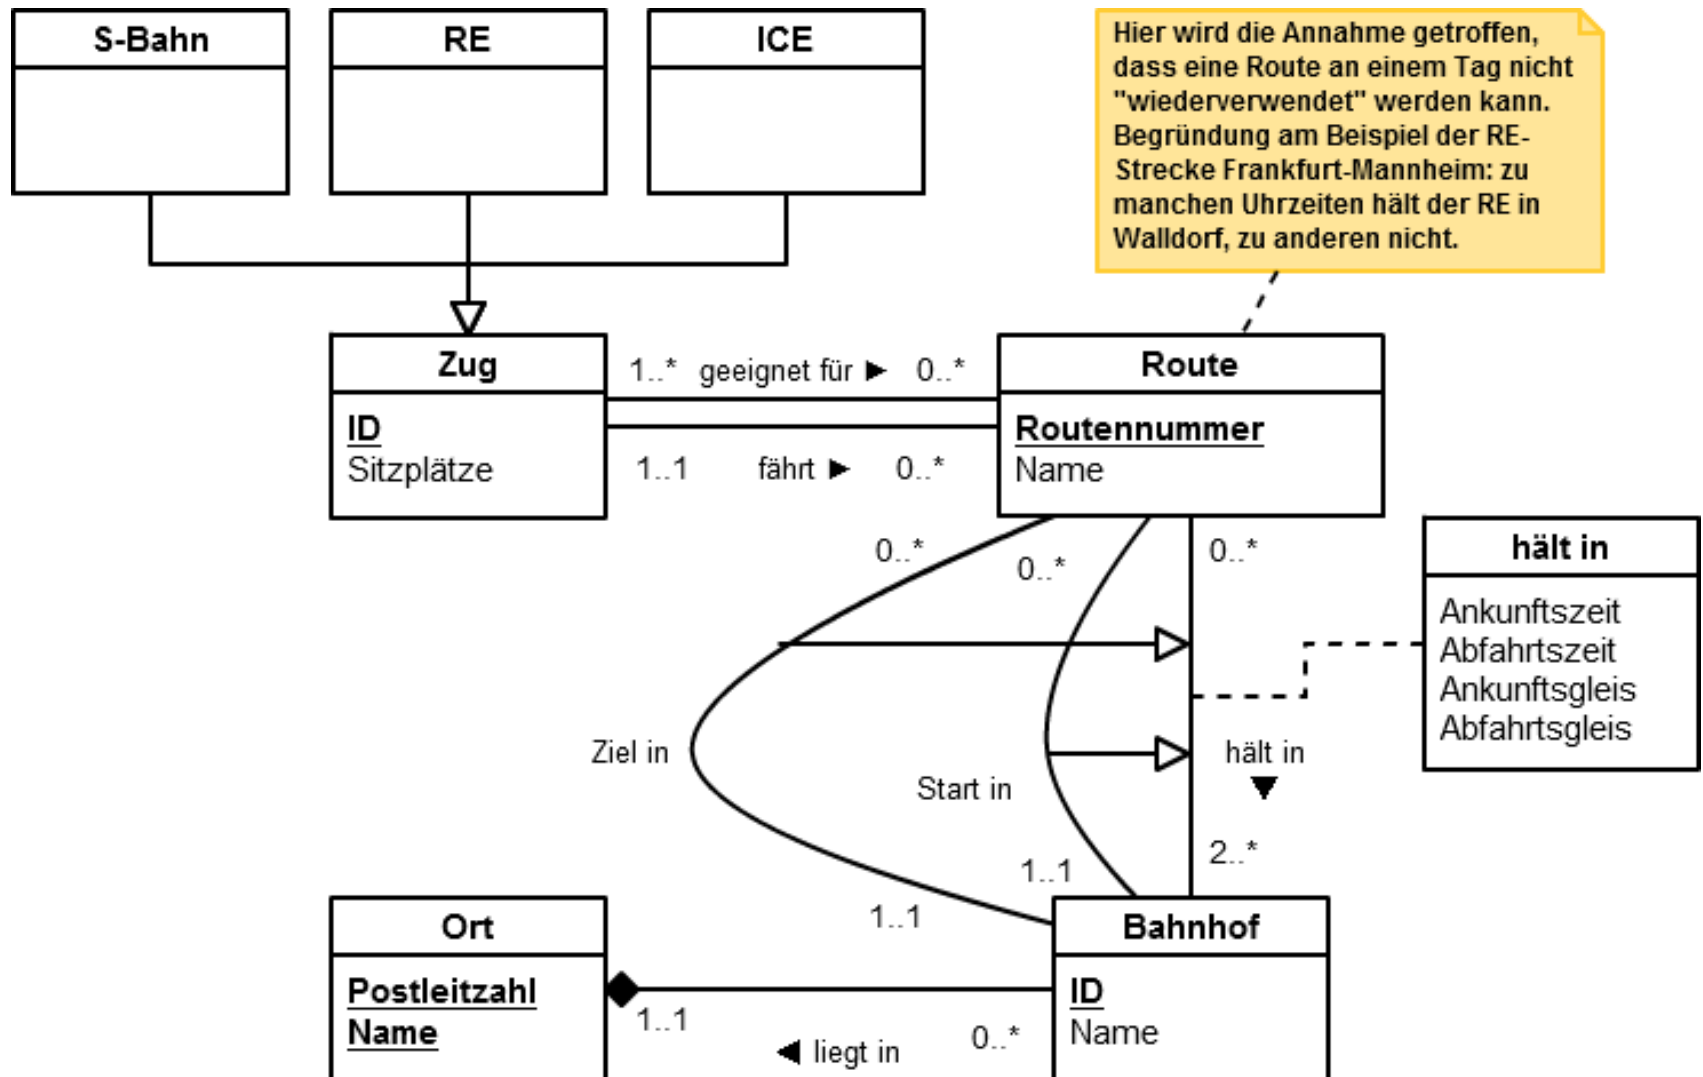 S-Bahn
RE
ICE
Hier wird die Annahme getroffen,
dass eine Route an einem Tag nicht
"wiederverwendet" werden kann.
Begründung am Beispiel der RE-
Strecke Frankfurt-Mannheim: zu
manchen Uhrzeiten hält der RE in
Walldorf, zu anderen nicht.
Zug
ID
Sitzplätze
1..* geeignet für ► 0..*
1..1 fährt ► 0..*
Route
Routennummer
Name
0..*
0..*
0..*
hält in
Ankunftszeit
Abfahrtszeit
Ankunftsgleis
Abfahrtsgleis
Ziel in
Start in
hält in
▼
1..1
1..1
2..*
Ort
Postleitzahl
Name
1..1
◄ liegt in
0..*
Bahnhof
ID
Name